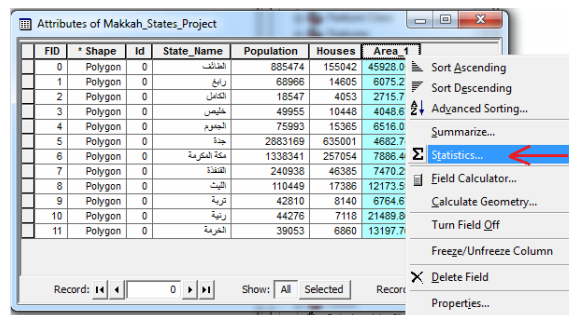 Attributes of Makkah_States_Project
FID * Shape Id State_Name Population Houses Area_1
0 Polygon 0 الطائف 885474 155042 45928.0
1 Polygon 0 رابغ 68966 14605 6075.2
2 Polygon 0 الكامل 18547 4053 2715.7
3 Polygon 0 خليص 49955 10448 4048.6
4 Polygon 0 الجموم 75993 15365 6516.0
5 Polygon 0 جدة 2883169 635001 4682.7
6 Polygon 0 مكة المكرمة 1338341 257054 7886.4
7 Polygon 0 القنفذة 240938 46385 7470.2
8 Polygon 0 الليث 110449 17386 12173.5
9 Polygon 0 تربة 42810 8140 6764.6
10 Polygon 0 رنية 44276 7118 21489.8
11 Polygon 0 الخرمة 39053 6860 13197.7
Record: 0 Show: All Selected Recor
Sort Ascending
Sort Descending
Advanced Sorting...
Summarize...
Σ Statistics...
Field Calculator...
Calculate Geometry...
Turn Field Off
Freeze/Unfreeze Column
Delete Field
Properties...